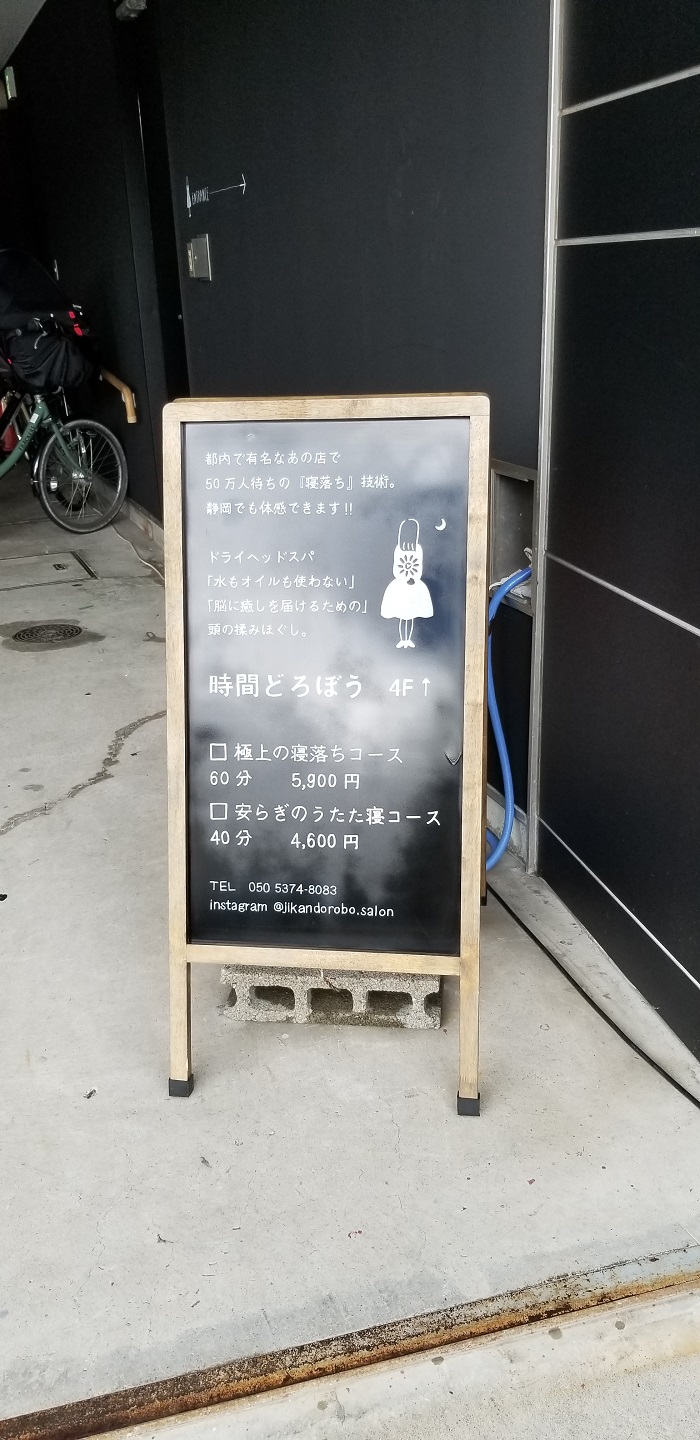 ENTRANCE
都内で有名なあの店で
50万人待ちの『寝落ち』技術。
静岡でも体感できます!!
ドライヘッドスパ
「水もオイルも使わない」
「脳に癒しを届けるための」
頭の揉みほぐし。
時間どろぼう 4F↑
□ 極上の寝落ちコース
60分 5,900円
□ 安らぎのうたた寝コース
40分 4,600円
TEL 050 5374-8083
instagram @jikandorobo.salon